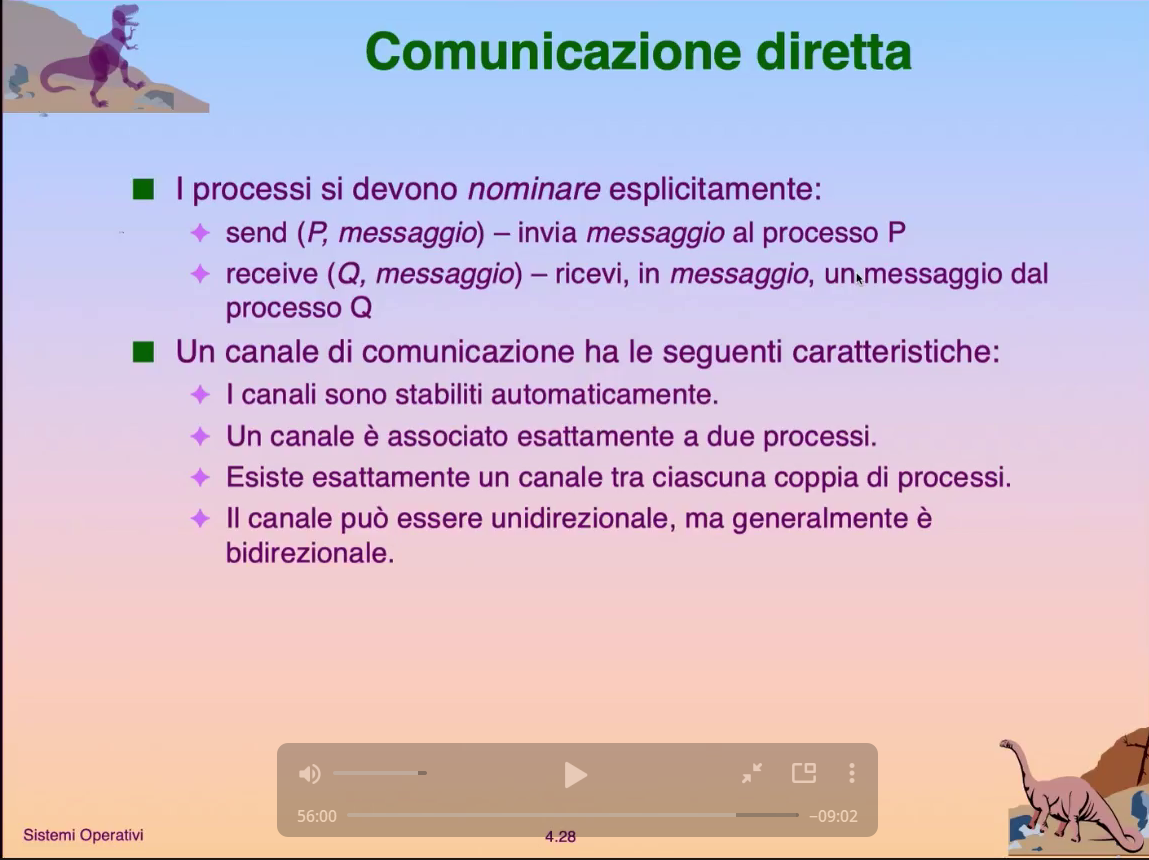 Comunicazione diretta
I processi si devono nominare esplicitamente:
send (P, messaggio) – invia messaggio al processo P
receive (Q, messaggio) – ricevi, in messaggio, un messaggio dal
processo Q
Un canale di comunicazione ha le seguenti caratteristiche:
I canali sono stabiliti automaticamente.
Un canale è associato esattamente a due processi.
Esiste esattamente un canale tra ciascuna coppia di processi.
Il canale può essere unidirezionale, ma generalmente è
bidirezionale.
56:00
–09:02
Sistemi Operativi
4.28